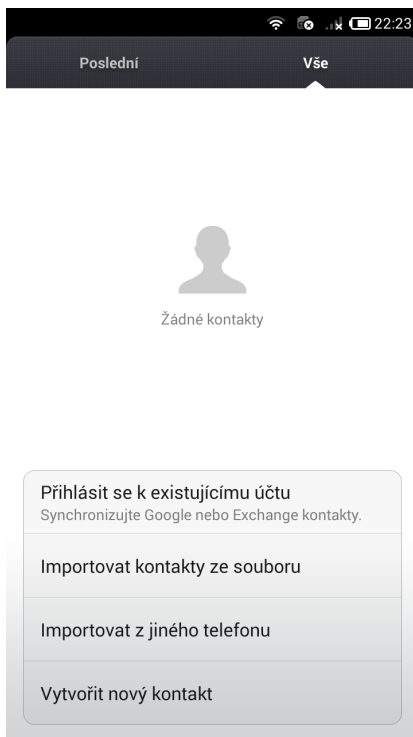 22:23
Poslední
Vše
Žádné kontakty
Přihlásit se k existujícímu účtu
Synchronizujte Google nebo Exchange kontakty.
Importovat kontakty ze souboru
Importovat z jiného telefonu
Vytvořit nový kontakt